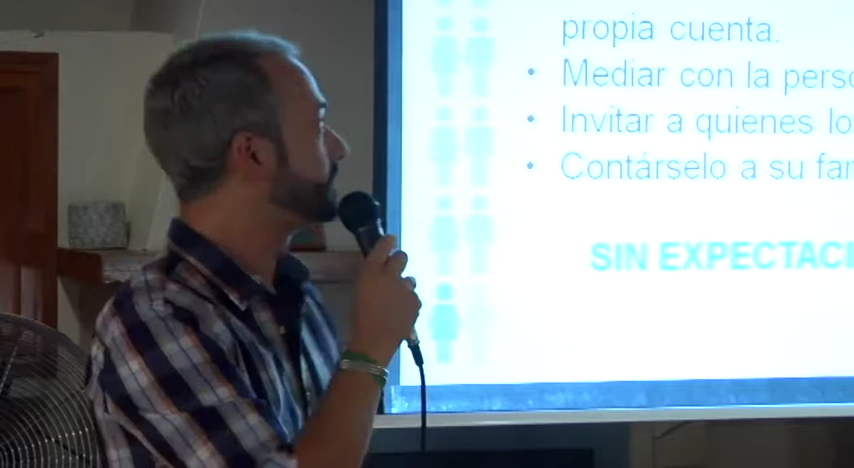 propia cuenta.
• Mediar con la
• Invitar a quienes
• Contárselo a su
SIN